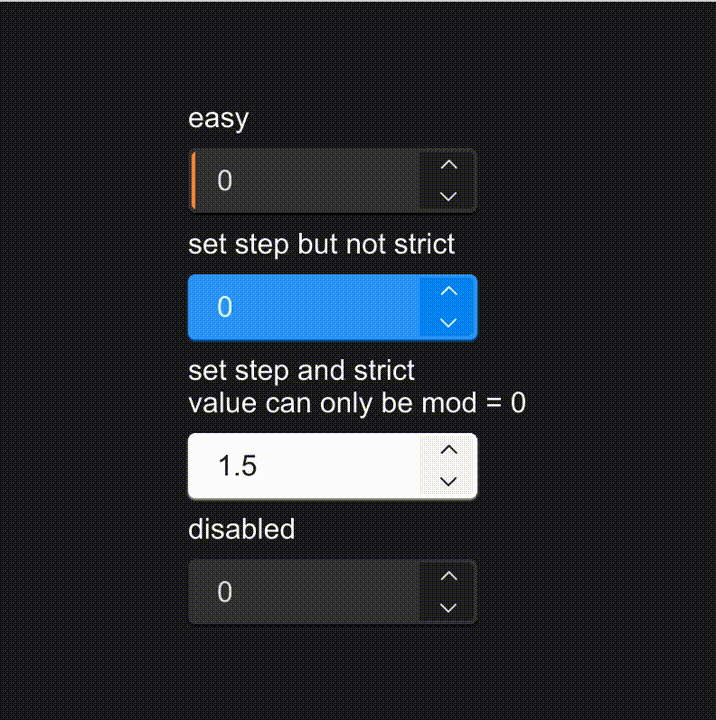 easy
0
set step but not strict
0
set step and strict
value can only be mod = 0
1.5
disabled
0